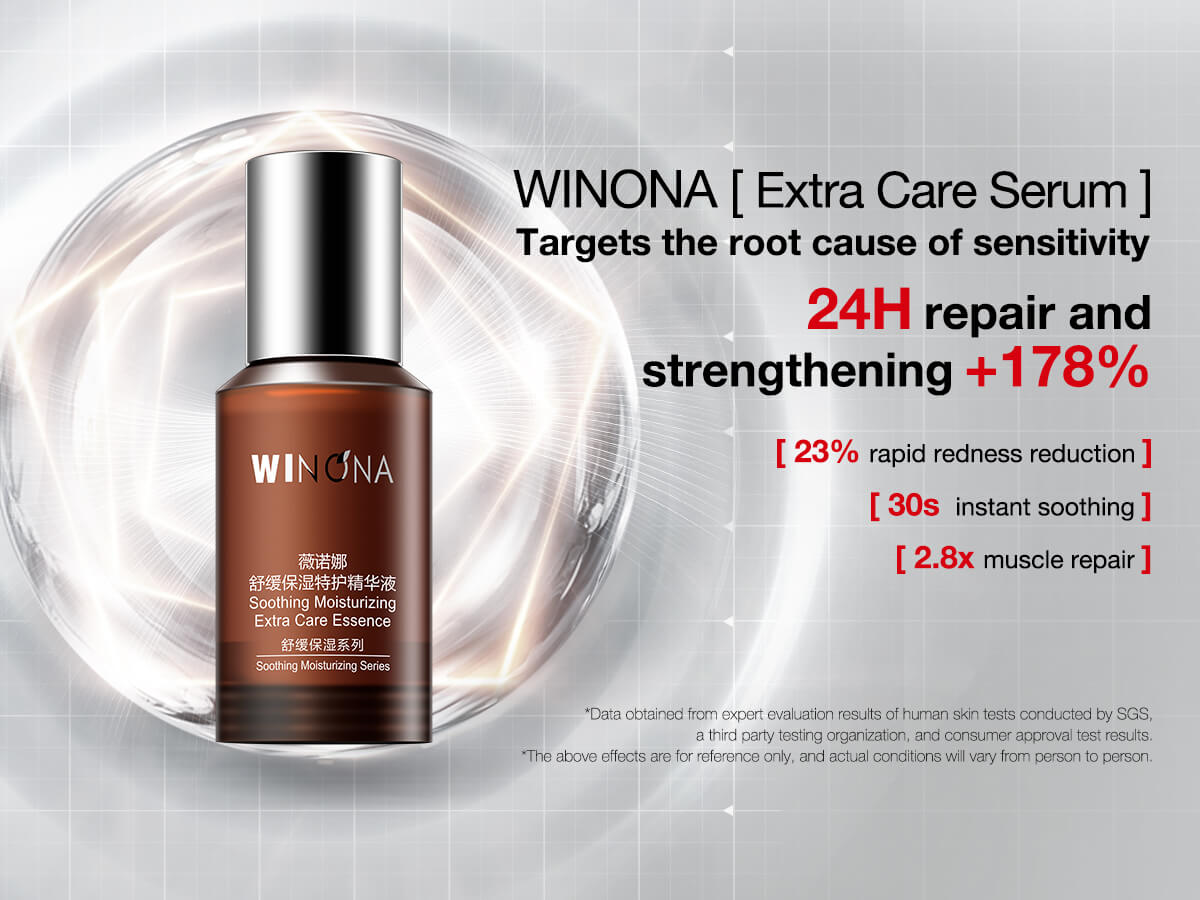 WINONA [ Extra Care Serum ]
Targets the root cause of sensitivity
24H repair and
strengthening +178%
[ 23% rapid redness reduction ]
[ 30s instant soothing ]
[ 2.8x muscle repair ]
WINONA
薇诺娜
舒缓保湿特护精华液
Soothing Moisturizing
Extra Care Essence
舒缓保湿系列
Soothing Moisturizing Series
*Data obtained from expert evaluation results of human skin tests conducted by SGS,
a third party testing organization, and consumer approval test results.
*The above effects are for reference only, and actual conditions will vary from person to person.